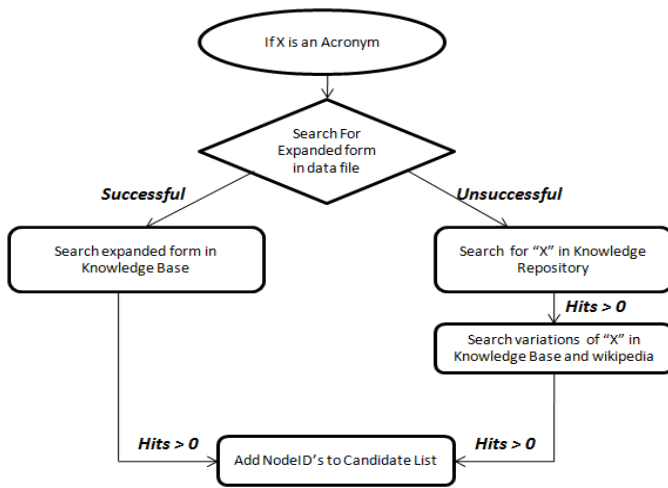 If X is an Acronym
Search For
Expanded form
in data file
Successful
Unsuccessful
Search expanded form in
Knowledge Base
Search for “X” in Knowledge
Repository
Hits > 0
Search variations of “X” in
Knowledge Base and wikipedia
Hits > 0
Hits > 0
Add NodeID's to Candidate List